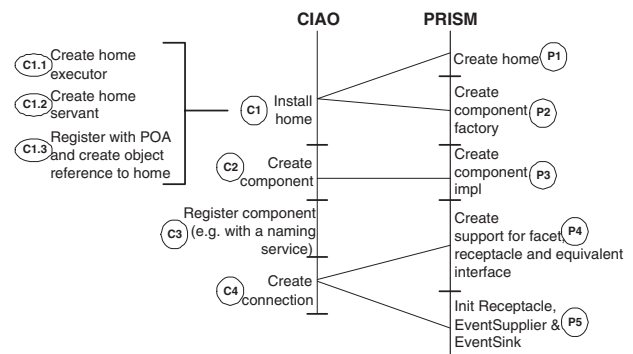 CIAO PRISM
C1.1 Create home
executor
C1.2 Create home
servant
C1.3 Register with POA
and create object
reference to home
C1 Install
home
C2 Create
component
C3 Register component
(e.g. with a naming
service)
C4 Create
connection
Create home P1
Create
component
factory
P2
Create
component
impl
P3
Create
support for facet,
receptacle and equivalent
interface
P4
Init Receptacle,
EventSupplier &
EventSink
P5